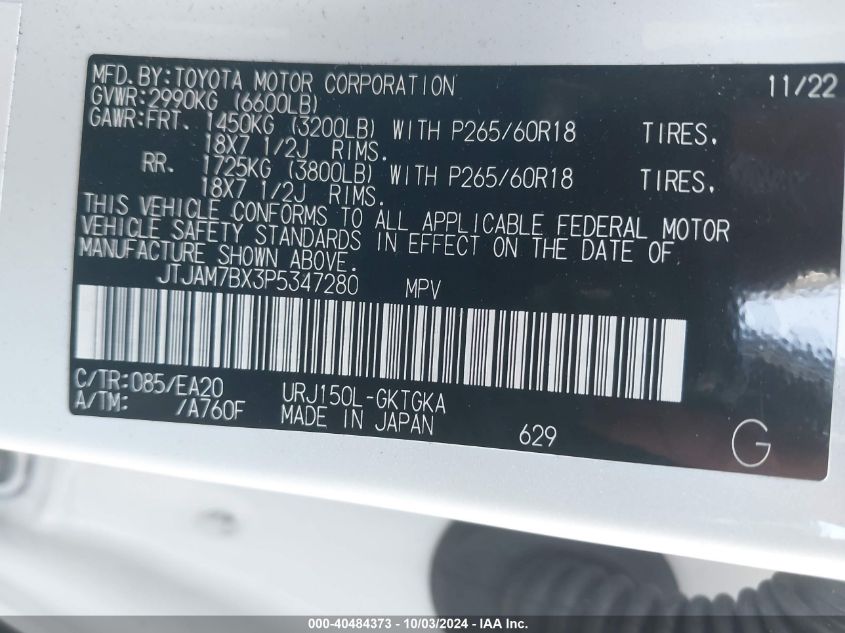 MFD. BY: TOYOTA MOTOR CORPORATION 11/22
GVWR: 2990KG (6600LB)
GAWR: FRT. 1450KG (3200LB) WITH P265/60R18 TIRES.
18X7 1/2J RIMS.
RR. 1725KG (3800LB) WITH P265/60R18 TIRES.
18X7 1/2J RIMS.
THIS VEHICLE CONFORMS TO ALL APPLICABLE FEDERAL MOTOR
VEHICLE SAFETY STANDARDS IN EFFECT ON THE DATE OF
MANUFACTURE SHOWN ABOVE.
JTJAM7BX3P5347280 MPV
C/TR: 085/EA20 URJ150L-GKTGKA
A/TM: /A760F MADE IN JAPAN 629 G
000-40484373 - 10/03/2024 - IAA Inc.